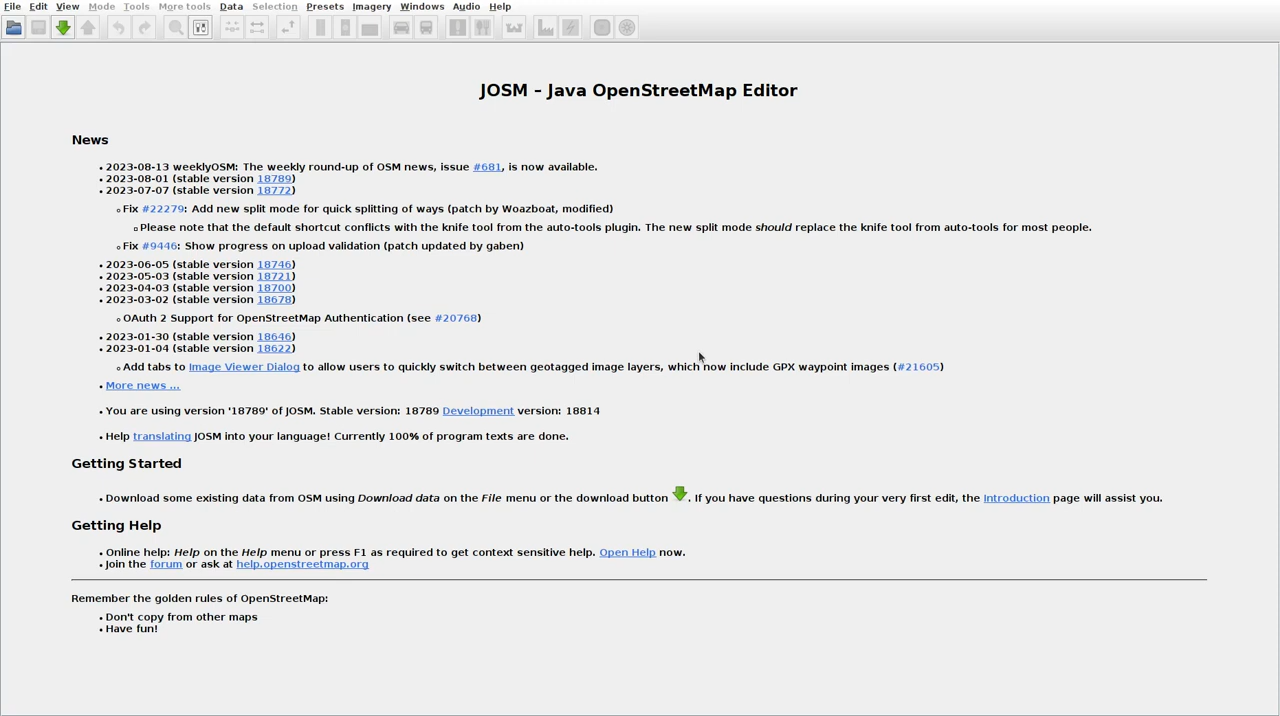 File Edit View Mode Tools More tools Data Selection Presets Imagery Windows Audio Help
JOSM – Java OpenStreetMap Editor
News
2023-08-13 weeklyOSM: The weekly round-up of OSM news, issue #681, is now available.
2023-08-01 (stable version 18789)
2023-07-07 (stable version 18772)
Fix #22279: Add new split mode for quick splitting of ways (patch by Woazboat, modified)
Please note that the default shortcut conflicts with the knife tool from the auto-tools plugin. The new split mode should replace the knife tool from auto-tools for most people.
Fix #9446: Show progress on upload validation (patch updated by gaben)
2023-06-05 (stable version 18746)
2023-05-03 (stable version 18721)
2023-04-03 (stable version 18700)
2023-03-02 (stable version 18678)
OAuth 2 Support for OpenStreetMap Authentication (see #20768)
2023-01-30 (stable version 18646)
2023-01-04 (stable version 18622)
Add tabs to Image Viewer Dialog to allow users to quickly switch between geotagged image layers, which now include GPX waypoint images (#21605)
More news ...
You are using version '18789' of JOSM. Stable version: 18789 Development version: 18814
Help translating JOSM into your language! Currently 100% of program texts are done.
Getting Started
Download some existing data from OSM using Download data on the File menu or the download button . If you have questions during your very first edit, the Introduction page will assist you.
Getting Help
Online help: Help on the Help menu or press F1 as required to get context sensitive help. Open Help now.
Join the forum or ask at help.openstreetmap.org
Remember the golden rules of OpenStreetMap:
Don't copy from other maps
Have fun!